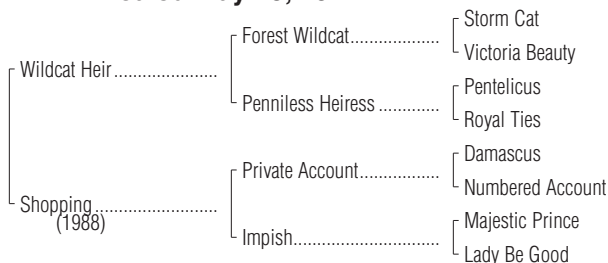 Storm Cat
Forest Wildcat....................
Victoria Beauty
Wildcat Heir.......................
Pentelicus
Penniless Heiress .............
Royal Ties
Damascus
Private Account..................
Numbered Account
Shopping...........................
(1988)
Majestic Prince
Impish................................
Lady Be Good